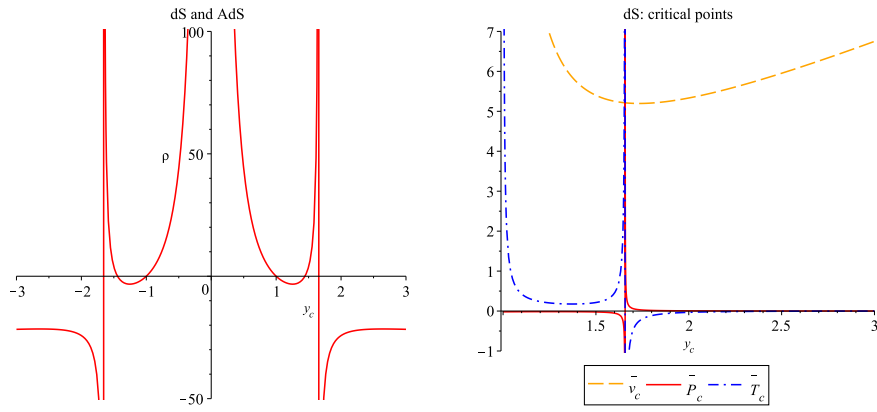 dS and AdS
100
ρ
50
−3 −2 −1 0 1 2 3
y_c
−50
dS: critical points
7
6
5
4
3
2
1
0
1.5 2 2.5 3
−1
y_c
v̄_c P̄_c T̄_c